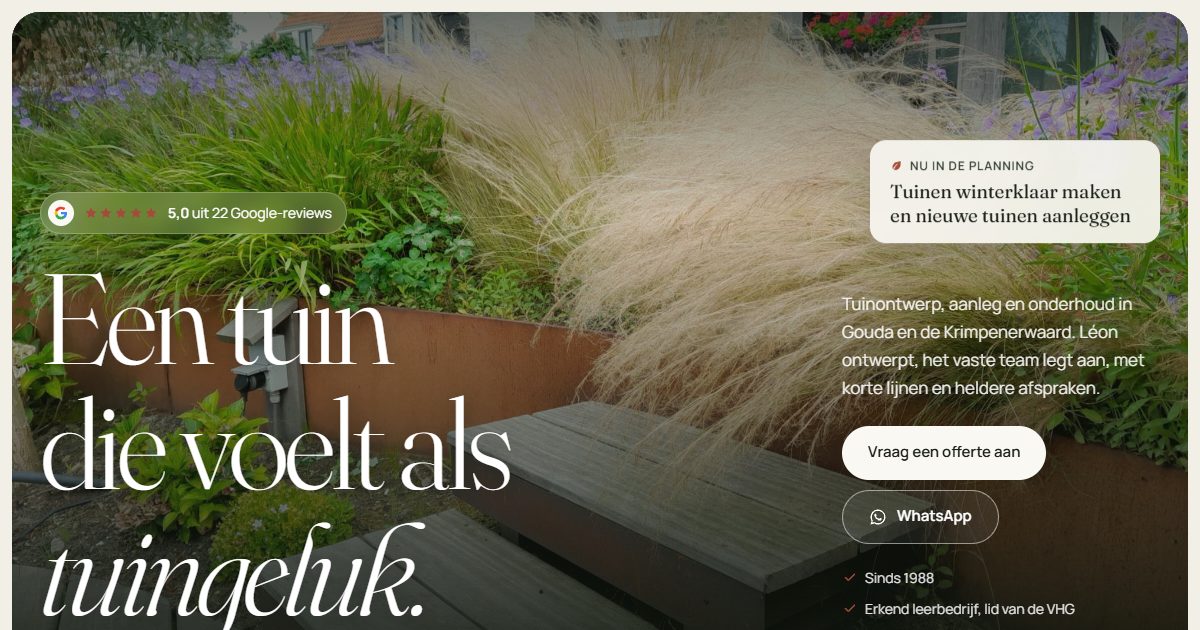 5,0 uit 22 Google-reviews
Een tuin
die voelt als
tuingeluk.
NU IN DE PLANNING
Tuinen winterklaar maken
en nieuwe tuinen aanleggen
Tuinontwerp, aanleg en onderhoud in
Gouda en de Krimpenerwaard. Léon
ontwerpt, het vaste team legt aan, met
korte lijnen en heldere afspraken.
Vraag een offerte aan
WhatsApp
Sinds 1988
Erkend leerbedrijf, lid van de VHG